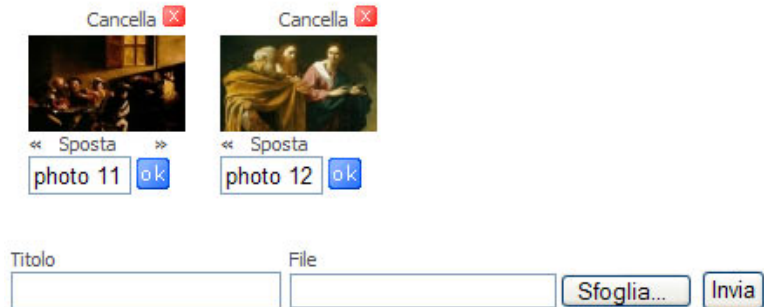 Cancella X Cancella X
« Sposta » « Sposta
photo 11 ok photo 12 ok
Titolo File
Sfoglia... Invia